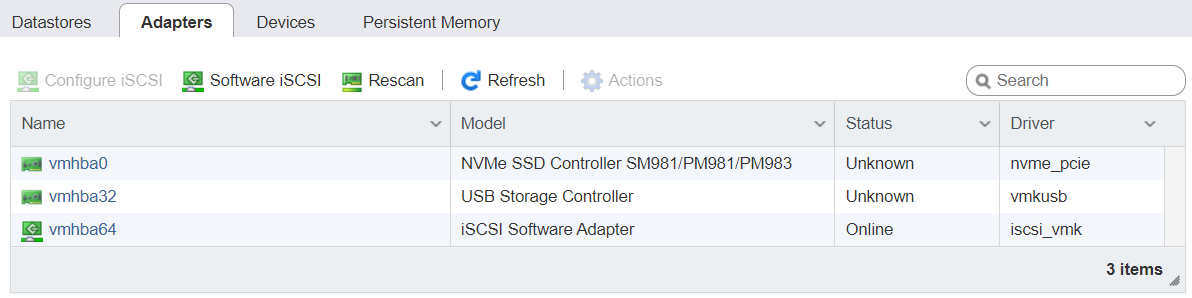 Datastores Adapters Devices Persistent Memory
Configure iSCSI Software iSCSI Rescan Refresh Actions Search
Name Model Status Driver
vmhba0 NVMe SSD Controller SM981/PM981/PM983 Unknown nvme_pcie
vmhba32 USB Storage Controller Unknown vmkusb
vmhba64 iSCSI Software Adapter Online iscsi_vmk
3 items